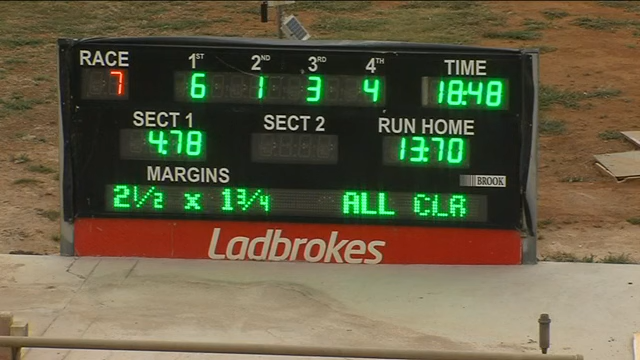 RACE 1ST 2ND 3RD 4TH TIME
7 6 1 3 4 18:48
SECT 1 SECT 2 RUN HOME
4.78 13.70
MARGINS
BROOK
2½ x 1¾ ALL CLA
Ladbrokes